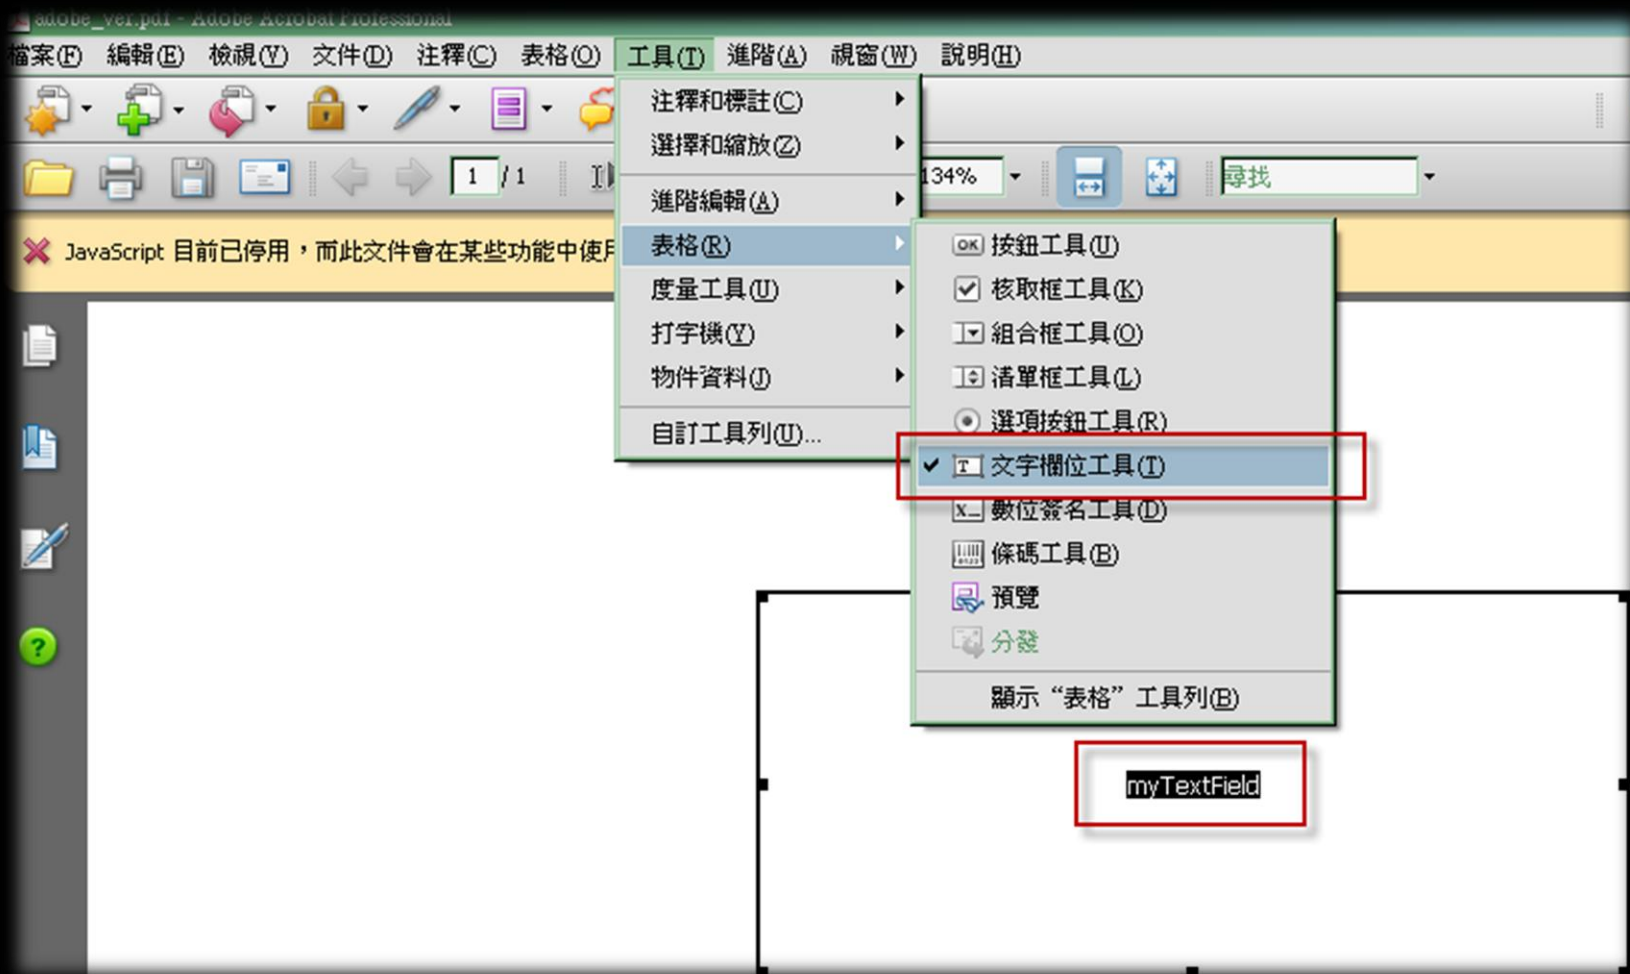 adobe_ver.pdf - Adobe Acrobat Professional
檔案(F) 編輯(E) 檢視(V) 文件(D) 注釋(C) 表格(O) 工具(T) 進階(A) 視窗(W) 說明(H)
1 / 1 134% 尋找
JavaScript 目前已停用，而此文件會在某些功能中使用
注釋和標註(C)
選擇和縮放(Z)
進階編輯(A)
表格(R)
度量工具(U)
打字機(Y)
物件資料(J)
自訂工具列(U)...
OK 按鈕工具(U)
核取框工具(K)
組合框工具(O)
清單框工具(L)
選項按鈕工具(R)
T 文字欄位工具(T)
數位簽名工具(D)
條碼工具(B)
預覽
分發
顯示“表格”工具列(B)
myTextField